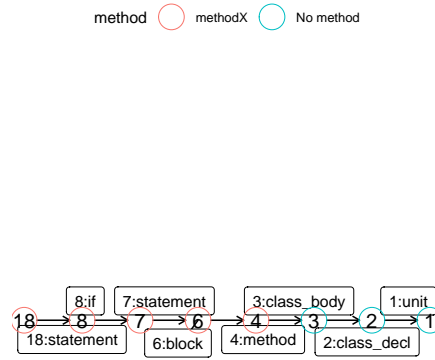 method methodX No method
8:if 7:statement 3:class_body 1:unit
18 8 7 6 4 3 2 1
18:statement 6:block 4:method 2:class_decl